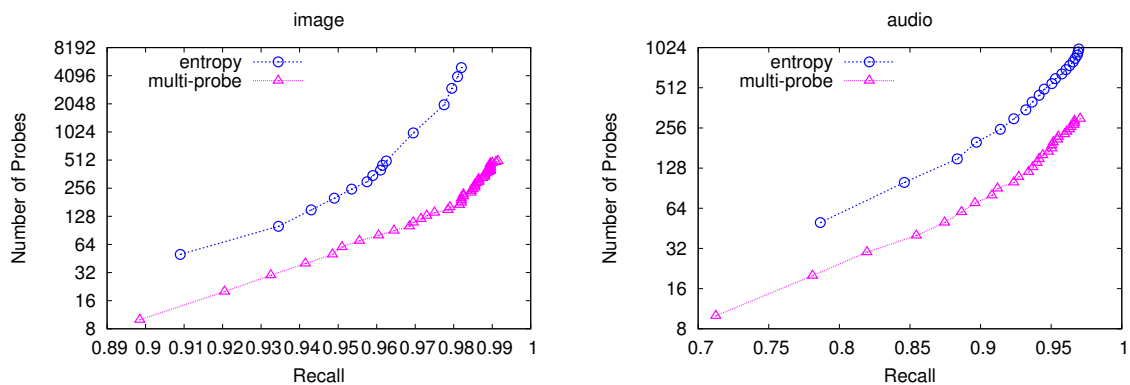 image
8192
4096
2048
1024
512
256
128
64
32
16
8
Number of Probes
entropy
multi-probe
0.89 0.9 0.91 0.92 0.93 0.94 0.95 0.96 0.97 0.98 0.99 1
Recall
audio
1024
512
256
128
64
32
16
8
Number of Probes
entropy
multi-probe
0.7 0.75 0.8 0.85 0.9 0.95 1
Recall